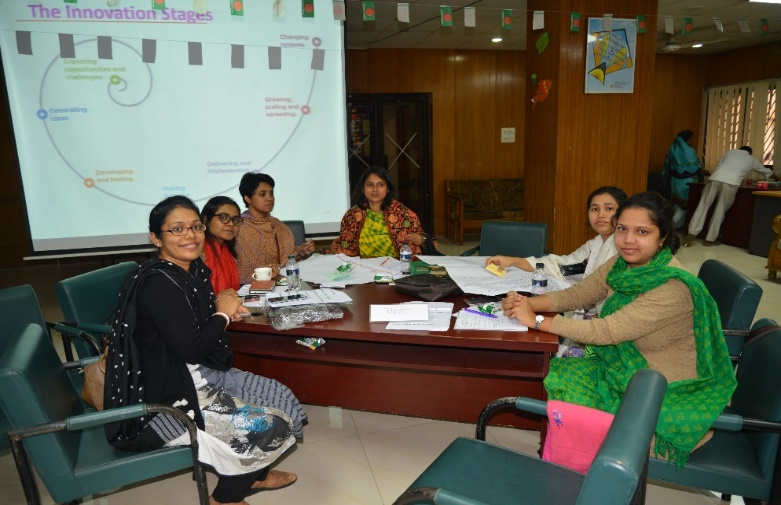 The Innovation Stages
Exploring
opportunities and
challenges
Generating
ideas
Developing
and testing
Making
Delivering and
implementing
Growing,
scaling and
spreading
Changing
systems